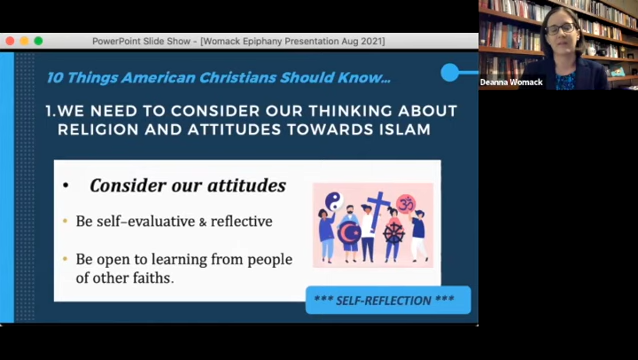 PowerPoint Slide Show - [Womack Epiphany Presentation Aug 2021]
10 Things American Christians Should Know...
1.WE NEED TO CONSIDER OUR THINKING ABOUT
RELIGION AND ATTITUDES TOWARDS ISLAM
• Consider our attitudes
• Be self-evaluative & reflective
• Be open to learning from people
of other faiths.
*** SELF-REFLECTION ***
Deanna Womack